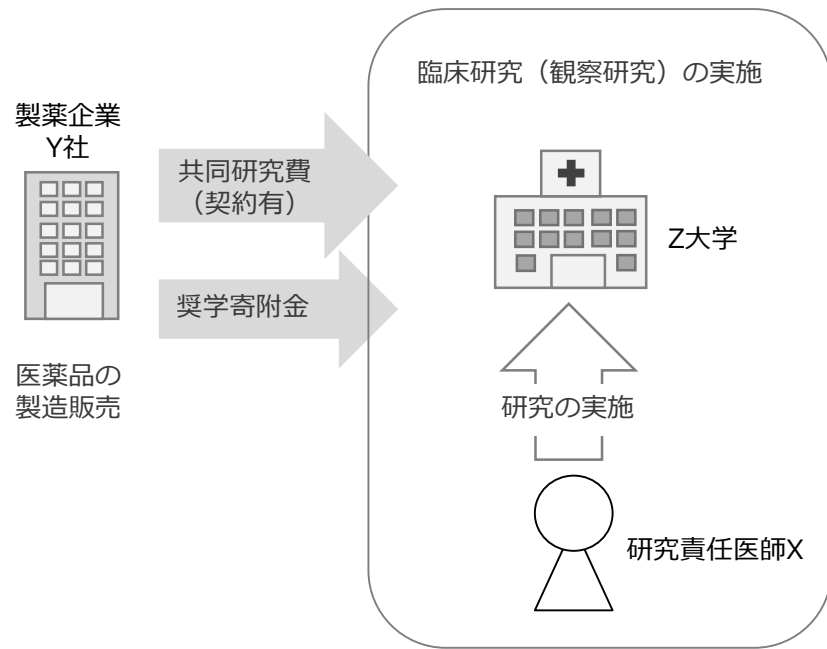 臨床研究（観察研究）の実施
製薬企業
Y社
共同研究費
（契約有）
Z大学
奨学寄附金
医薬品の
製造販売
研究の実施
研究責任医師X